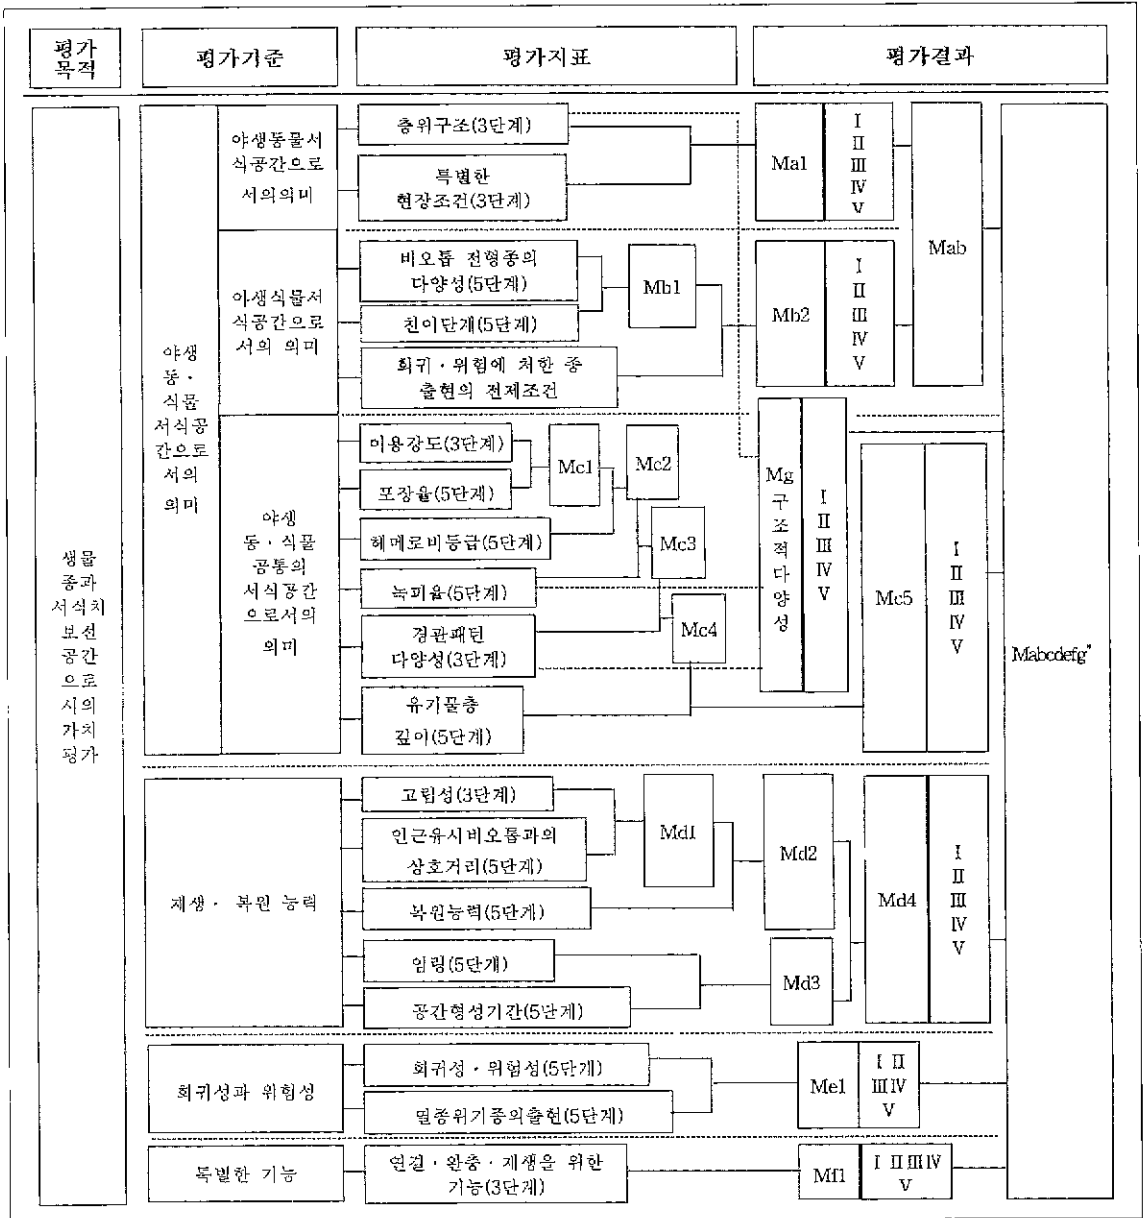 평가
목적
평가기준
평가지표
평가결과
생물
종과
서식처
보선
공간
으로
서의
가치
평가
야생
동·
식물
서식공
간으로
서의
의미
야생동물서
식공간으로
서의의미
층위구조(3단계)
특별한
현장조건(3단계)
Ma1
I
II
III
IV
V
야생식물서
식공간으로
서의 의미
비오톱 전형종의
다양성(5단계)
친이단계(5단계)
희귀·위험에 처한 종
출현의 전제조건
Mb1
Mb2
I
II
III
IV
V
Mab
야생
동·식물
공통의
서식공간
으로서의
의미
이용강도(3단계)
포장율(5단계)
헤메로비등급(5단계)
녹피율(5단계)
경관패턴
다양성(3단계)
유기물층
깊이(5단계)
Mc1
Mc2
Mc3
Mc4
Mg
구
조
적
다
양
성
I
II
III
IV
V
Mc5
I
II
III
IV
V
Mabcdefg*
재생· 복원 능력
고립성(3단계)
인근유사비오톱과의
상호거리(5단계)
복원능력(5단계)
임령(5단계)
공간형성기간(5단계)
Md1
Md2
Md3
Md4
I
II
III
IV
V
희귀성과 위험성
희귀성·위험성(5단계)
멸종위기종의출현(5단계)
Me1
I II
III IV
V
특별한 기능
연결·완충·재생을 위한
기능(3단계)
Mf1
I II III IV
V